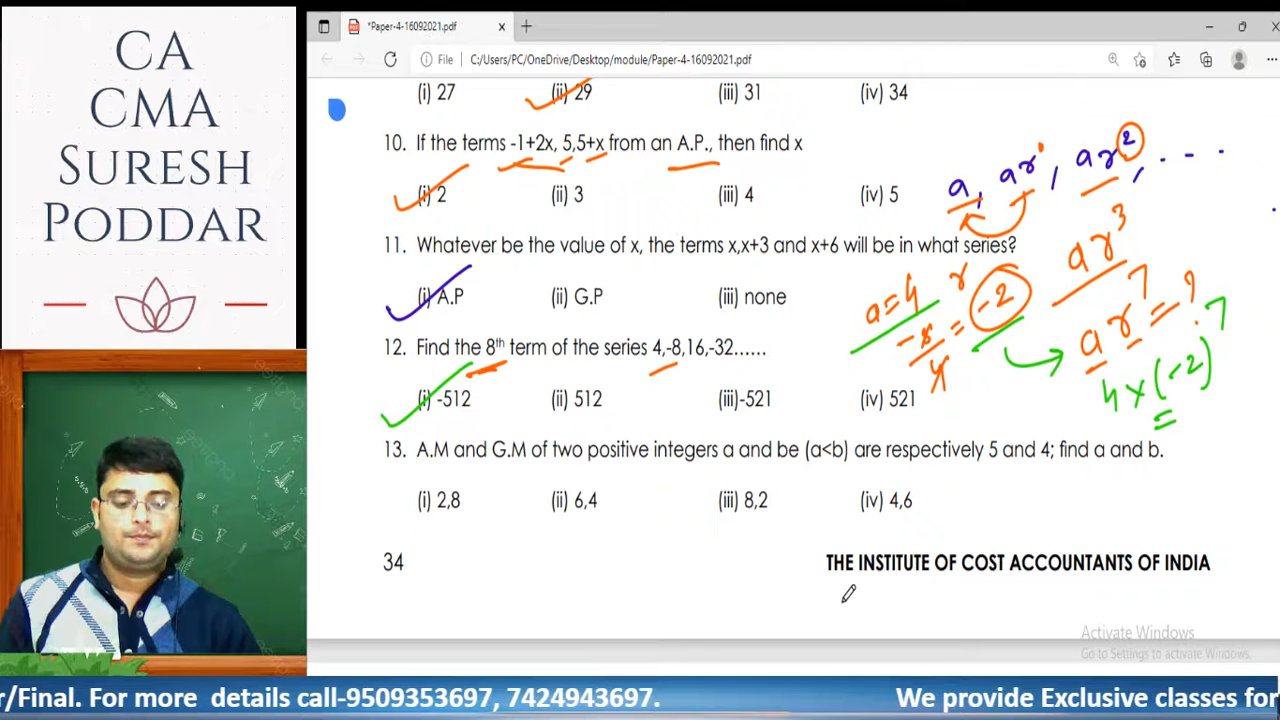 CA
CMA
SURESH
PODDAR
*Paper-4-16092021.pdf
File C:/Users/PC/OneDrive/Desktop/module/Paper-4-16092021.pdf
(i) 27 (ii) 29 (iii) 31 (iv) 34
10. If the terms -1+2x, 5,5+x from an A.P., then find x
(i) 2 (ii) 3 (iii) 4 (iv) 5
a, ar, ar², - - -
11. Whatever be the value of x, the terms x,x+3 and x+6 will be in what series?
(i) A.P (ii) G.P (iii) none
ar³
a=4 r
-8/4 = -2
ar⁷ = ?
4×(-2)⁷
=
12. Find the 8th term of the series 4,-8,16,-32......
(i) -512 (ii) 512 (iii)-521 (iv) 521
13. A.M and G.M of two positive integers a and be (a<b) are respectively 5 and 4; find a and b.
(i) 2,8 (ii) 6,4 (iii) 8,2 (iv) 4,6
34 THE INSTITUTE OF COST ACCOUNTANTS OF INDIA
Activate Windows
Go to Settings to activate Windows.
r/Final. For more details call-9509353697, 7424943697. We provide Exclusive classes for